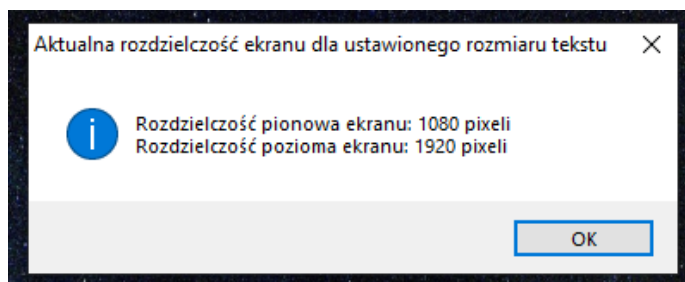 Aktualna rozdzielczość ekranu dla ustawionego rozmiaru tekstu
Rozdzielczość pionowa ekranu: 1080 pixeli
Rozdzielczość pozioma ekranu: 1920 pixeli
OK